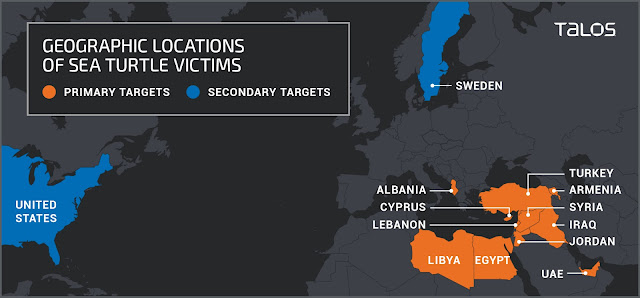 TALOS
GEOGRAPHIC LOCATIONS
OF SEA TURTLE VICTIMS
PRIMARY TARGETS
SECONDARY TARGETS
SWEDEN
UNITED
STATES
ALBANIA
CYPRUS
LEBANON
TURKEY
ARMENIA
SYRIA
IRAQ
JORDAN
LIBYA
EGYPT
UAE